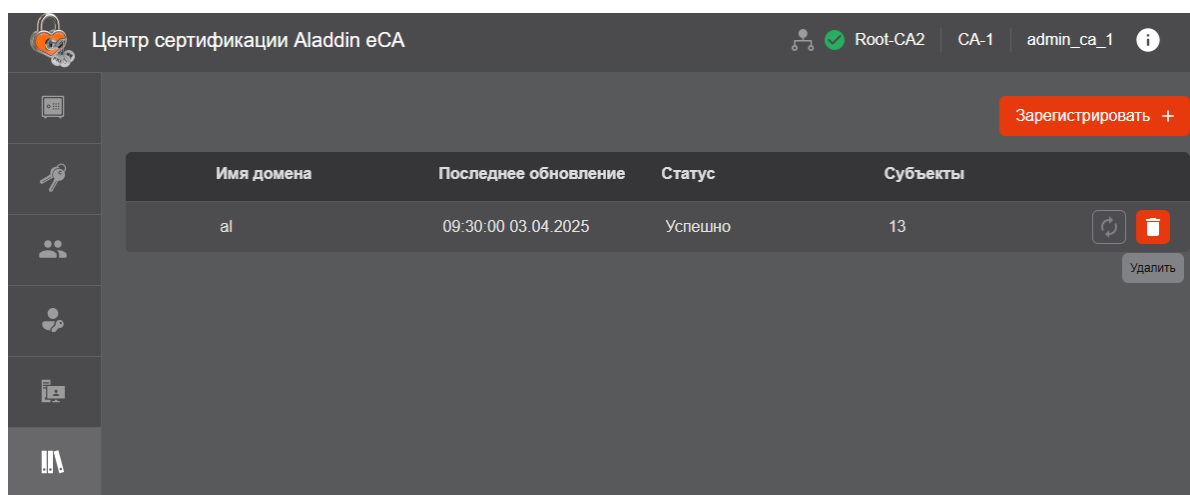 Центр сертификации Aladdin eCA
Root-CA2 CA-1 admin_ca_1
Зарегистрировать +
Имя домена Последнее обновление Статус Субъекты
al 09:30:00 03.04.2025 Успешно 13
Удалить